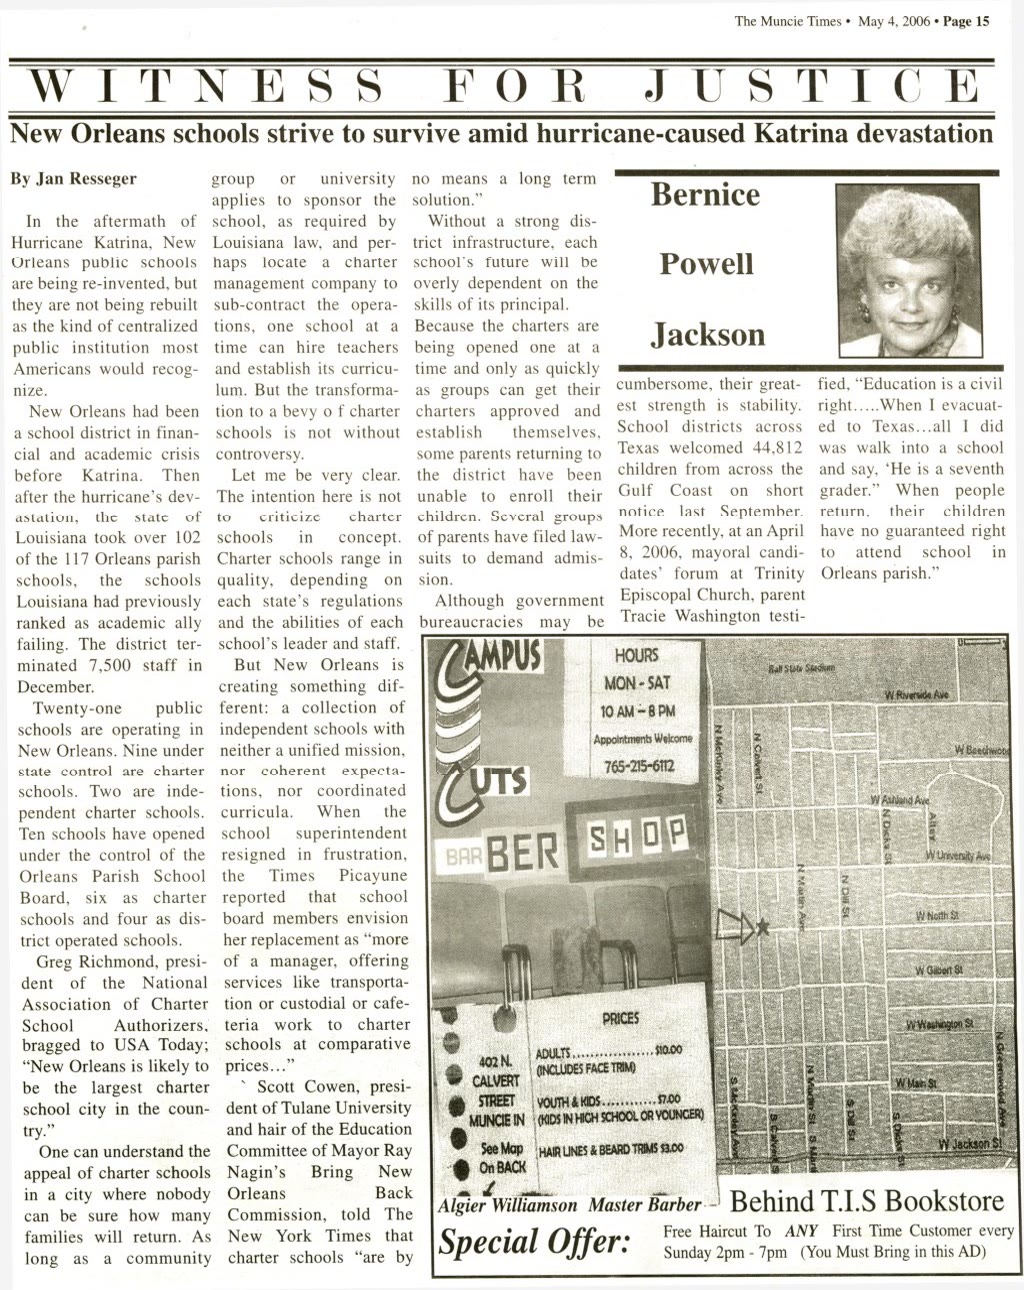 The Muncie Times • May 4, 2006 • Page 15
WITNESS FOR JUSTICE
New Orleans schools strive to survive amid hurricane-caused Katrina devastation
By Jan Resseger
In the aftermath of
Hurricane Katrina, New
Orleans public schools
are being re-invented, but
they are not being rebuilt
as the kind of centralized
public institution most
Americans would recog-
nize.
New Orleans had been
a school district in finan-
cial and academic crisis
before Katrina. Then
after the hurricane's dev-
astation, the state of
Louisiana took over 102
of the 117 Orleans parish
schools, the schools
Louisiana had previously
ranked as academic ally
failing. The district ter-
minated 7,500 staff in
December.
Twenty-one public
schools are operating in
New Orleans. Nine under
state control are charter
schools. Two are inde-
pendent charter schools.
Ten schools have opened
under the control of the
Orleans Parish School
Board, six as charter
schools and four as dis-
trict operated schools.
Greg Richmond, presi-
dent of the National
Association of Charter
School Authorizers,
bragged to USA Today;
“New Orleans is likely to
be the largest charter
school city in the coun-
try.”
One can understand the
appeal of charter schools
in a city where nobody
can be sure how many
families will return. As
long as a community
group or university
applies to sponsor the
school, as required by
Louisiana law, and per-
haps locate a charter
management company to
sub-contract the opera-
tions, one school at a
time can hire teachers
and establish its curricu-
lum. But the transforma-
tion to a bevy o f charter
schools is not without
controversy.
Let me be very clear.
The intention here is not
to criticize charter
schools in concept.
Charter schools range in
quality, depending on
each state's regulations
and the abilities of each
school's leader and staff.
But New Orleans is
creating something dif-
ferent: a collection of
independent schools with
neither a unified mission,
nor coherent expecta-
tions, nor coordinated
curricula. When the
school superintendent
resigned in frustration,
the Times Picayune
reported that school
board members envision
her replacement as “more
of a manager, offering
services like transporta-
tion or custodial or cafe-
teria work to charter
schools at comparative
prices…”
` Scott Cowen, presi-
dent of Tulane University
and hair of the Education
Committee of Mayor Ray
Nagin's Bring New
Orleans Back
Commission, told The
New York Times that
charter schools “are by
no means a long term
solution.”
Without a strong dis-
trict infrastructure, each
school's future will be
overly dependent on the
skills of its principal.
Because the charters are
being opened one at a
time and only as quickly
as groups can get their
charters approved and
establish themselves,
some parents returning to
the district have been
unable to enroll their
children. Several groups
of parents have filed law-
suits to demand admis-
sion.
Although government
bureaucracies may be
Bernice
Powell
Jackson
cumbersome, their great-
est strength is stability.
School districts across
Texas welcomed 44,812
children from across the
Gulf Coast on short
notice last September.
More recently, at an April
8, 2006, mayoral candi-
dates' forum at Trinity
Episcopal Church, parent
Tracie Washington testi-
fied, “Education is a civil
right…..When I evacuat-
ed to Texas…all I did
was walk into a school
and say, ‘He is a seventh
grader.” When people
return, their children
have no guaranteed right
to attend school in
Orleans parish.”
CAMPUS
CUTS
BARBER SHOP
HOURS
MON - SAT
10 AM – 8 PM
Appointments Welcome
765-215-6112
402 N.
CALVERT
STREET
MUNCIE IN
See Map
On BACK
PRICES
ADULTS..................$10.00
(INCLUDES FACE TRIM)
YOUTH & KIDS............$7.00
(KIDS IN HIGH SCHOOL OR YOUNGER)
HAIR LINES & BEARD TRIMS $3.00
Ball State Stadium
W Riverside Ave
N McKinley Ave
N Calvert St
W Beechwood
W Ashland Ave
N Dicks St
Alley
W University Ave
N Martin Ave
N Dill St
W North St
W Gilbert St
W Washington St
W Main St
W Jackson St
S McKinley Ave
S Calvert St
N Martin St
S Dill St
S Dicks St
N Greenwood Ave
Algier Williamson Master Barber
Behind T.I.S Bookstore
Special Offer:
Free Haircut To ANY First Time Customer every
Sunday 2pm - 7pm (You Must Bring in this AD)